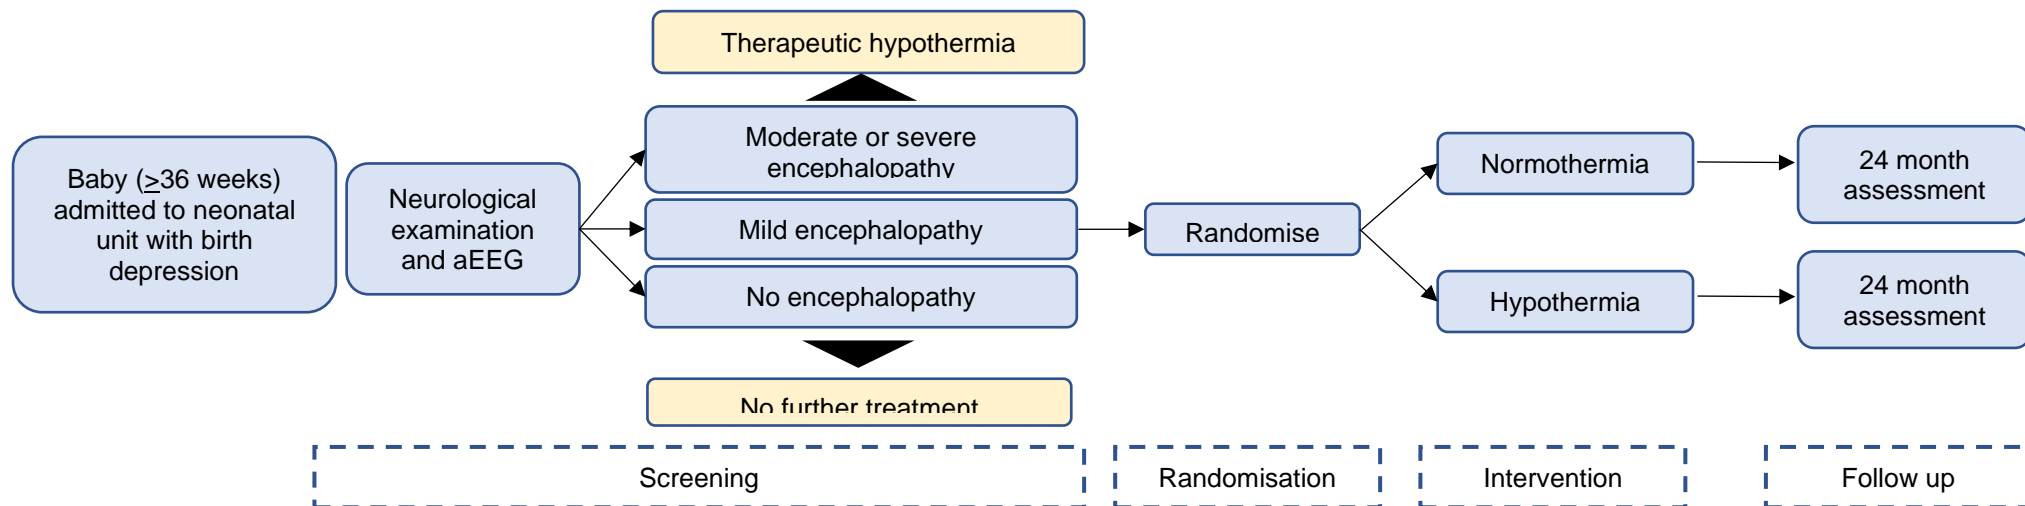 Therapeutic hypothermia
Baby (≥36 weeks)
admitted to neonatal
unit with birth
depression
Neurological
examination
and aEEG
Moderate or severe
encephalopathy
Mild encephalopathy
No encephalopathy
No further treatment
Randomise
Normothermia
Hypothermia
24 month
assessment
24 month
assessment
Screening
Randomisation
Intervention
Follow up